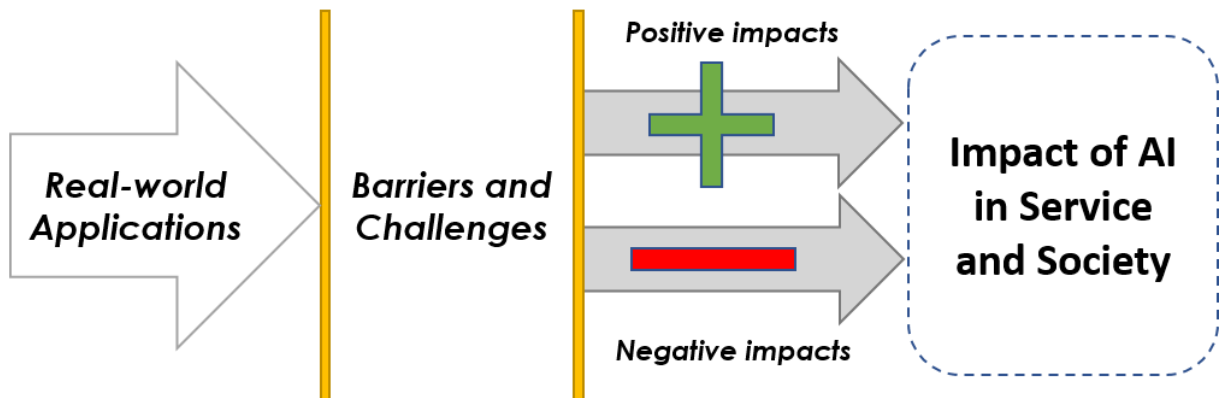 Real-world
Applications
Barriers and
Challenges
Positive impacts
Negative impacts
Impact of AI
in Service
and Society